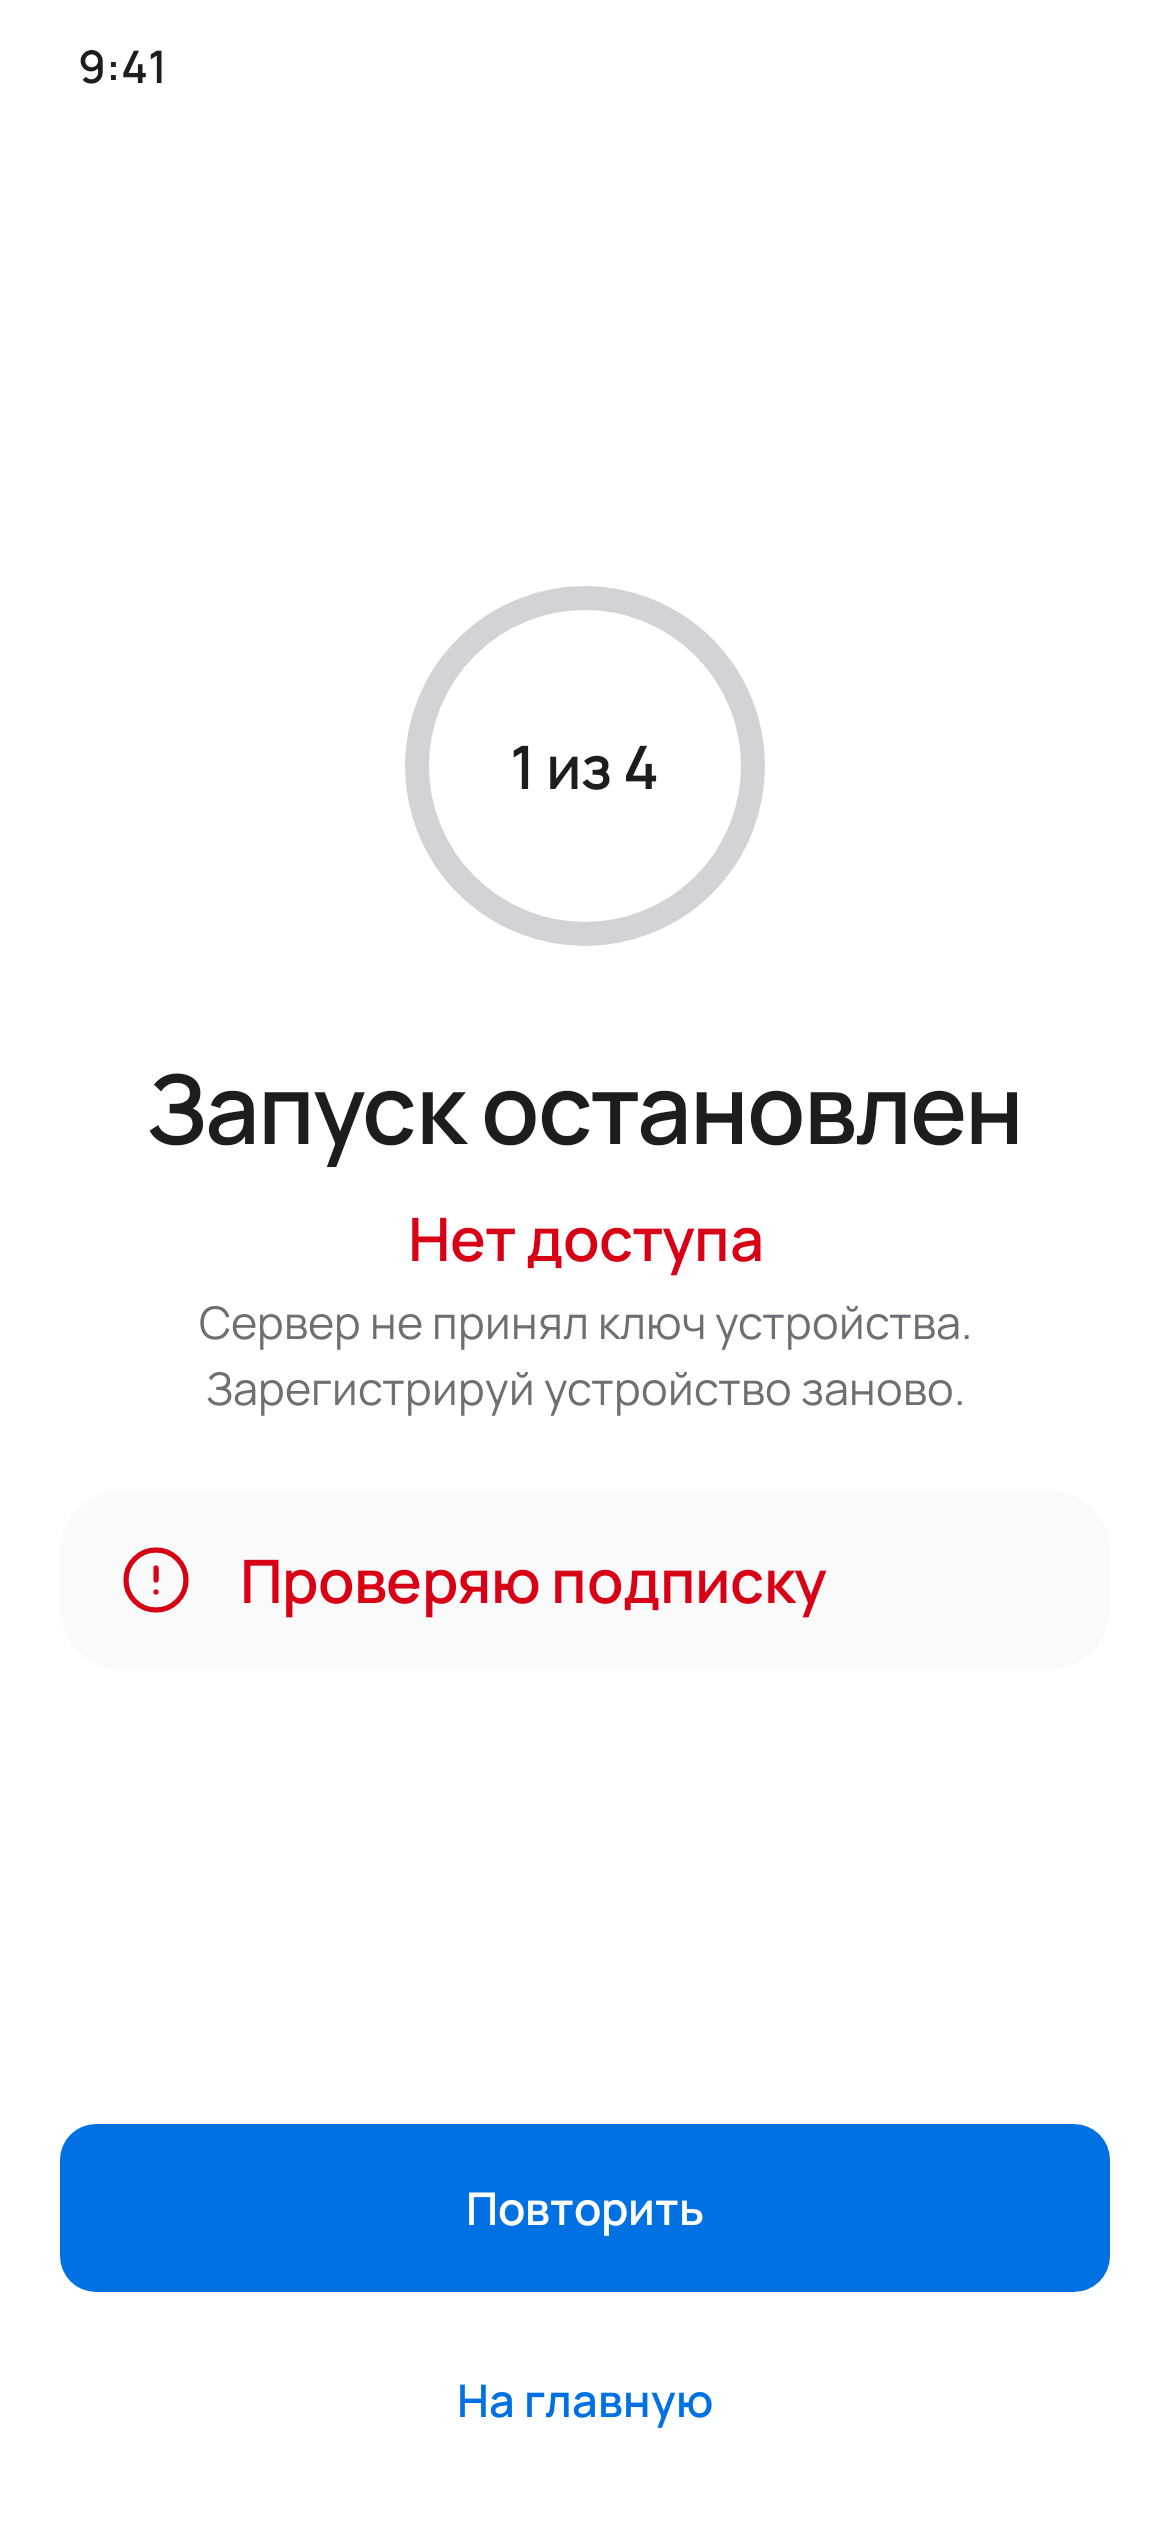 9:41
1 из 4
Запуск остановлен
Нет доступа
Сервер не принял ключ устройства.
Зарегистрируй устройство заново.
Проверяю подписку
Повторить
На главную